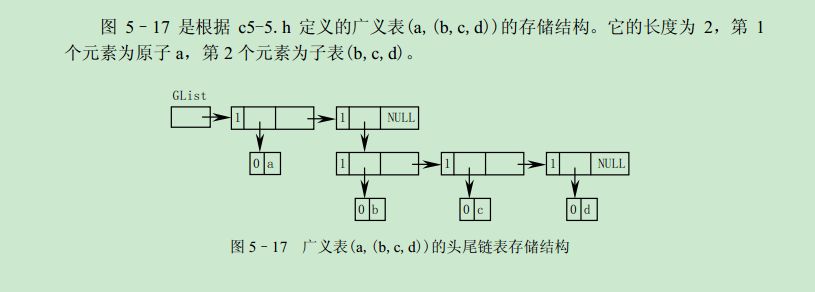 图 5-17 是根据 c5-5.h 定义的广义表(a,(b,c,d))的存储结构。它的长度为 2，第 1
个元素为原子 a，第 2 个元素为子表(b,c,d)。
GList
1 1 NULL
0 a 1 1 1 NULL
0 b 0 c 0 d
图 5-17 广义表(a,(b,c,d))的头尾链表存储结构